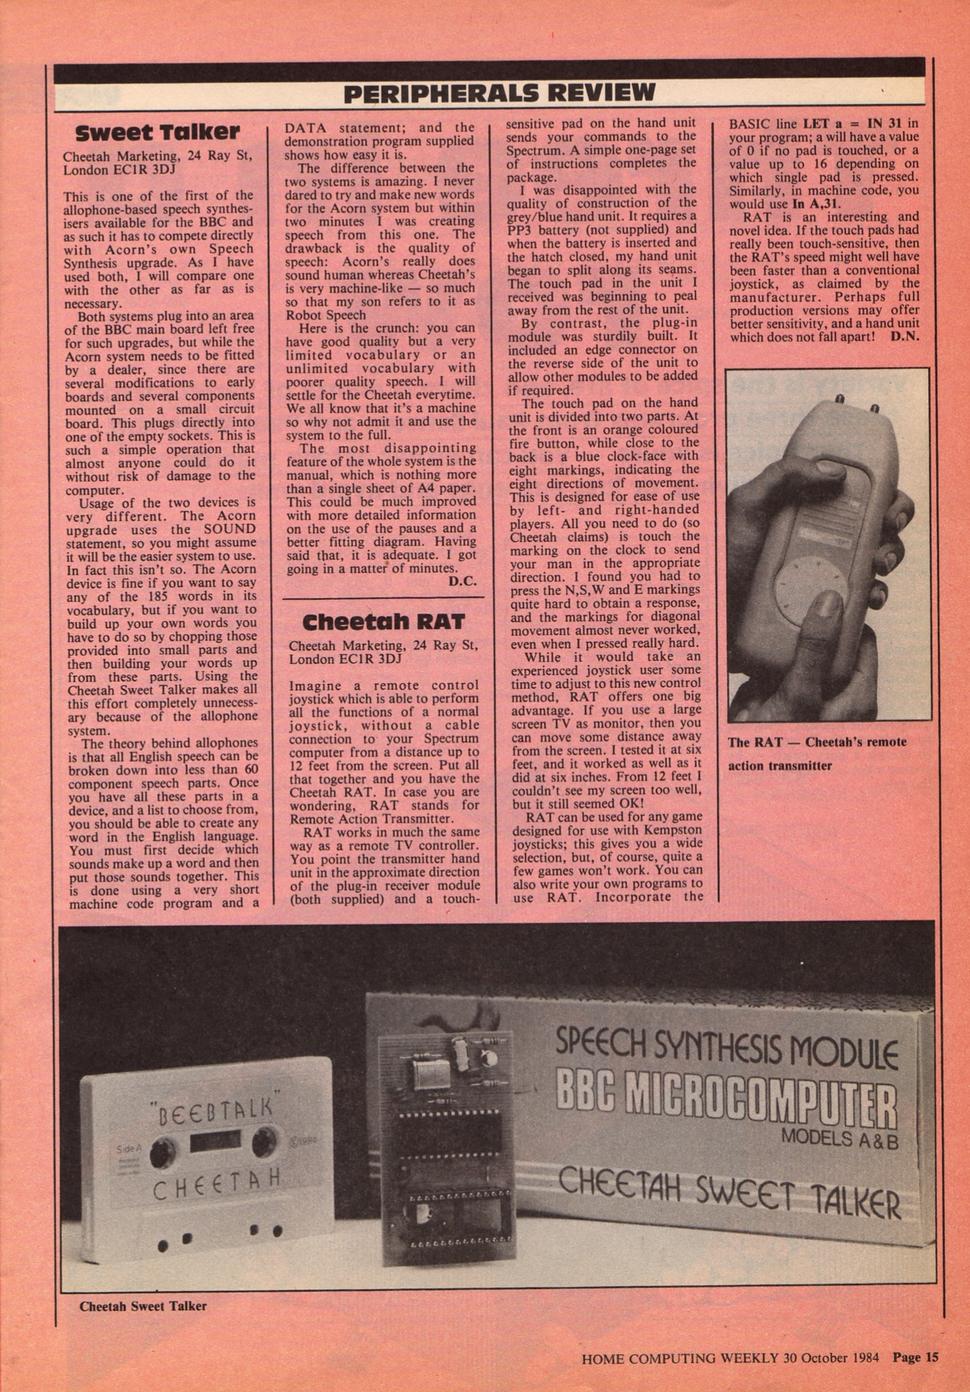 PERIPHERALS REVIEW
Sweet Talker
Cheetah Marketing, 24 Ray St,
London EC1R 3DJ
This is one of the first of the
allophone-based speech synthes-
isers available for the BBC and
as such it has to compete directly
with Acorn's own Speech
Synthesis upgrade. As I have
used both, I will compare one
with the other as far as is
necessary.
Both systems plug into an area
of the BBC main board left free
for such upgrades, but while the
Acorn system needs to be fitted
by a dealer, since there are
several modifications to early
boards and several components
mounted on a small circuit
board. This plugs directly into
one of the empty sockets. This is
such a simple operation that
almost anyone could do it
without risk of damage to the
computer.
Usage of the two devices is
very different. The Acorn
upgrade uses the SOUND
statement, so you might assume
it will be the easier system to use.
In fact this isn't so. The Acorn
device is fine if you want to say
any of the 185 words in its
vocabulary, but if you want to
build up your own words you
have to do so by chopping those
provided into small parts and
then building your words up
from these parts. Using the
Cheetah Sweet Talker makes all
this effort completely unnecess-
ary because of the allophone
system.
The theory behind allophones
is that all English speech can be
broken down into less than 60
component speech parts. Once
you have all these parts in a
device, and a list to choose from,
you should be able to create any
word in the English language.
You must first decide which
sounds make up a word and then
put those sounds together. This
is done using a very short
machine code program and a
DATA statement; and the
demonstration program supplied
shows how easy it is.
The difference between the
two systems is amazing. I never
dared to try and make new words
for the Acorn system but within
two minutes I was creating
speech from this one. The
drawback is the quality of
speech: Acorn's really does
sound human whereas Cheetah's
is very machine-like — so much
so that my son refers to it as
Robot Speech
Here is the crunch: you can
have good quality but a very
limited vocabulary or an
unlimited vocabulary with
poorer quality speech. I will
settle for the Cheetah everytime.
We all know that it's a machine
so why not admit it and use the
system to the full.
The most disappointing
feature of the whole system is the
manual, which is nothing more
than a single sheet of A4 paper.
This could be much improved
with more detailed information
on the use of the pauses and a
better fitting diagram. Having
said that, it is adequate. I got
going in a matter of minutes.
D.C.
Cheetah RAT
Cheetah Marketing, 24 Ray St,
London EC1R 3DJ
Imagine a remote control
joystick which is able to perform
all the functions of a normal
joystick, without a cable
connection to your Spectrum
computer from a distance up to
12 feet from the screen. Put all
that together and you have the
Cheetah RAT. In case you are
wondering, RAT stands for
Remote Action Transmitter.
RAT works in much the same
way as a remote TV controller.
You point the transmitter hand
unit in the approximate direction
of the plug-in receiver module
(both supplied) and a touch-
sensitive pad on the hand unit
sends your commands to the
Spectrum. A simple one-page set
of instructions completes the
package.
I was disappointed with the
quality of construction of the
grey/blue hand unit. It requires a
PP3 battery (not supplied) and
when the battery is inserted and
the hatch closed, my hand unit
began to split along its seams.
The touch pad in the unit I
received was beginning to peal
away from the rest of the unit.
By contrast, the plug-in
module was sturdily built. It
included an edge connector on
the reverse side of the unit to
allow other modules to be added
if required.
The touch pad on the hand
unit is divided into two parts. At
the front is an orange coloured
fire button, while close to the
back is a blue clock-face with
eight markings, indicating the
eight directions of movement.
This is designed for ease of use
by left- and right-handed
players. All you need to do (so
Cheetah claims) is touch the
marking on the clock to send
your man in the appropriate
direction. I found you had to
press the N,S,W and E markings
quite hard to obtain a response,
and the markings for diagonal
movement almost never worked,
even when I pressed really hard.
While it would take an
experienced joystick user some
time to adjust to this new control
method, RAT offers one big
advantage. If you use a large
screen TV as monitor, then you
can move some distance away
from the screen. I tested it at six
feet, and it worked as well as it
did at six inches. From 12 feet I
couldn't see my screen too well,
but it still seemed OK!
RAT can be used for any game
designed for use with Kempston
joysticks; this gives you a wide
selection, but, of course, quite a
few games won't work. You can
also write your own programs to
use RAT. Incorporate the
BASIC line LET a = IN 31 in
your program; a will have a value
of 0 if no pad is touched, or a
value up to 16 depending on
which single pad is pressed.
Similarly, in machine code, you
would use In A,31.
RAT is an interesting and
novel idea. If the touch pads had
really been touch-sensitive, then
the RAT's speed might well have
been faster than a conventional
joystick, as claimed by the
manufacturer. Perhaps full
production versions may offer
better sensitivity, and a hand unit
which does not fall apart! D.N.
The RAT — Cheetah's remote
action transmitter
"BEEBTALK"
Side A
©1984
CHEETAH
SPEECH SYNTHESIS MODULE
BBC MICROCOMPUTER
MODELS A & B
CHEETAH SWEET TALKER
Cheetah Sweet Talker
HOME COMPUTING WEEKLY 30 October 1984 Page 15